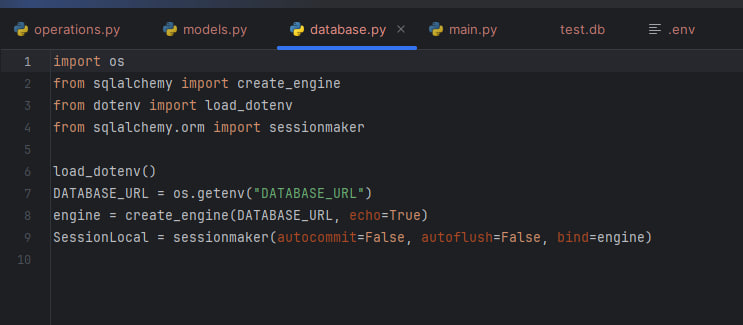 operations.py models.py database.py main.py test.db .env
1 import os
2 from sqlalchemy import create_engine
3 from dotenv import load_dotenv
4 from sqlalchemy.orm import sessionmaker
5
6 load_dotenv()
7 DATABASE_URL = os.getenv("DATABASE_URL")
8 engine = create_engine(DATABASE_URL, echo=True)
9 SessionLocal = sessionmaker(autocommit=False, autoflush=False, bind=engine)
10